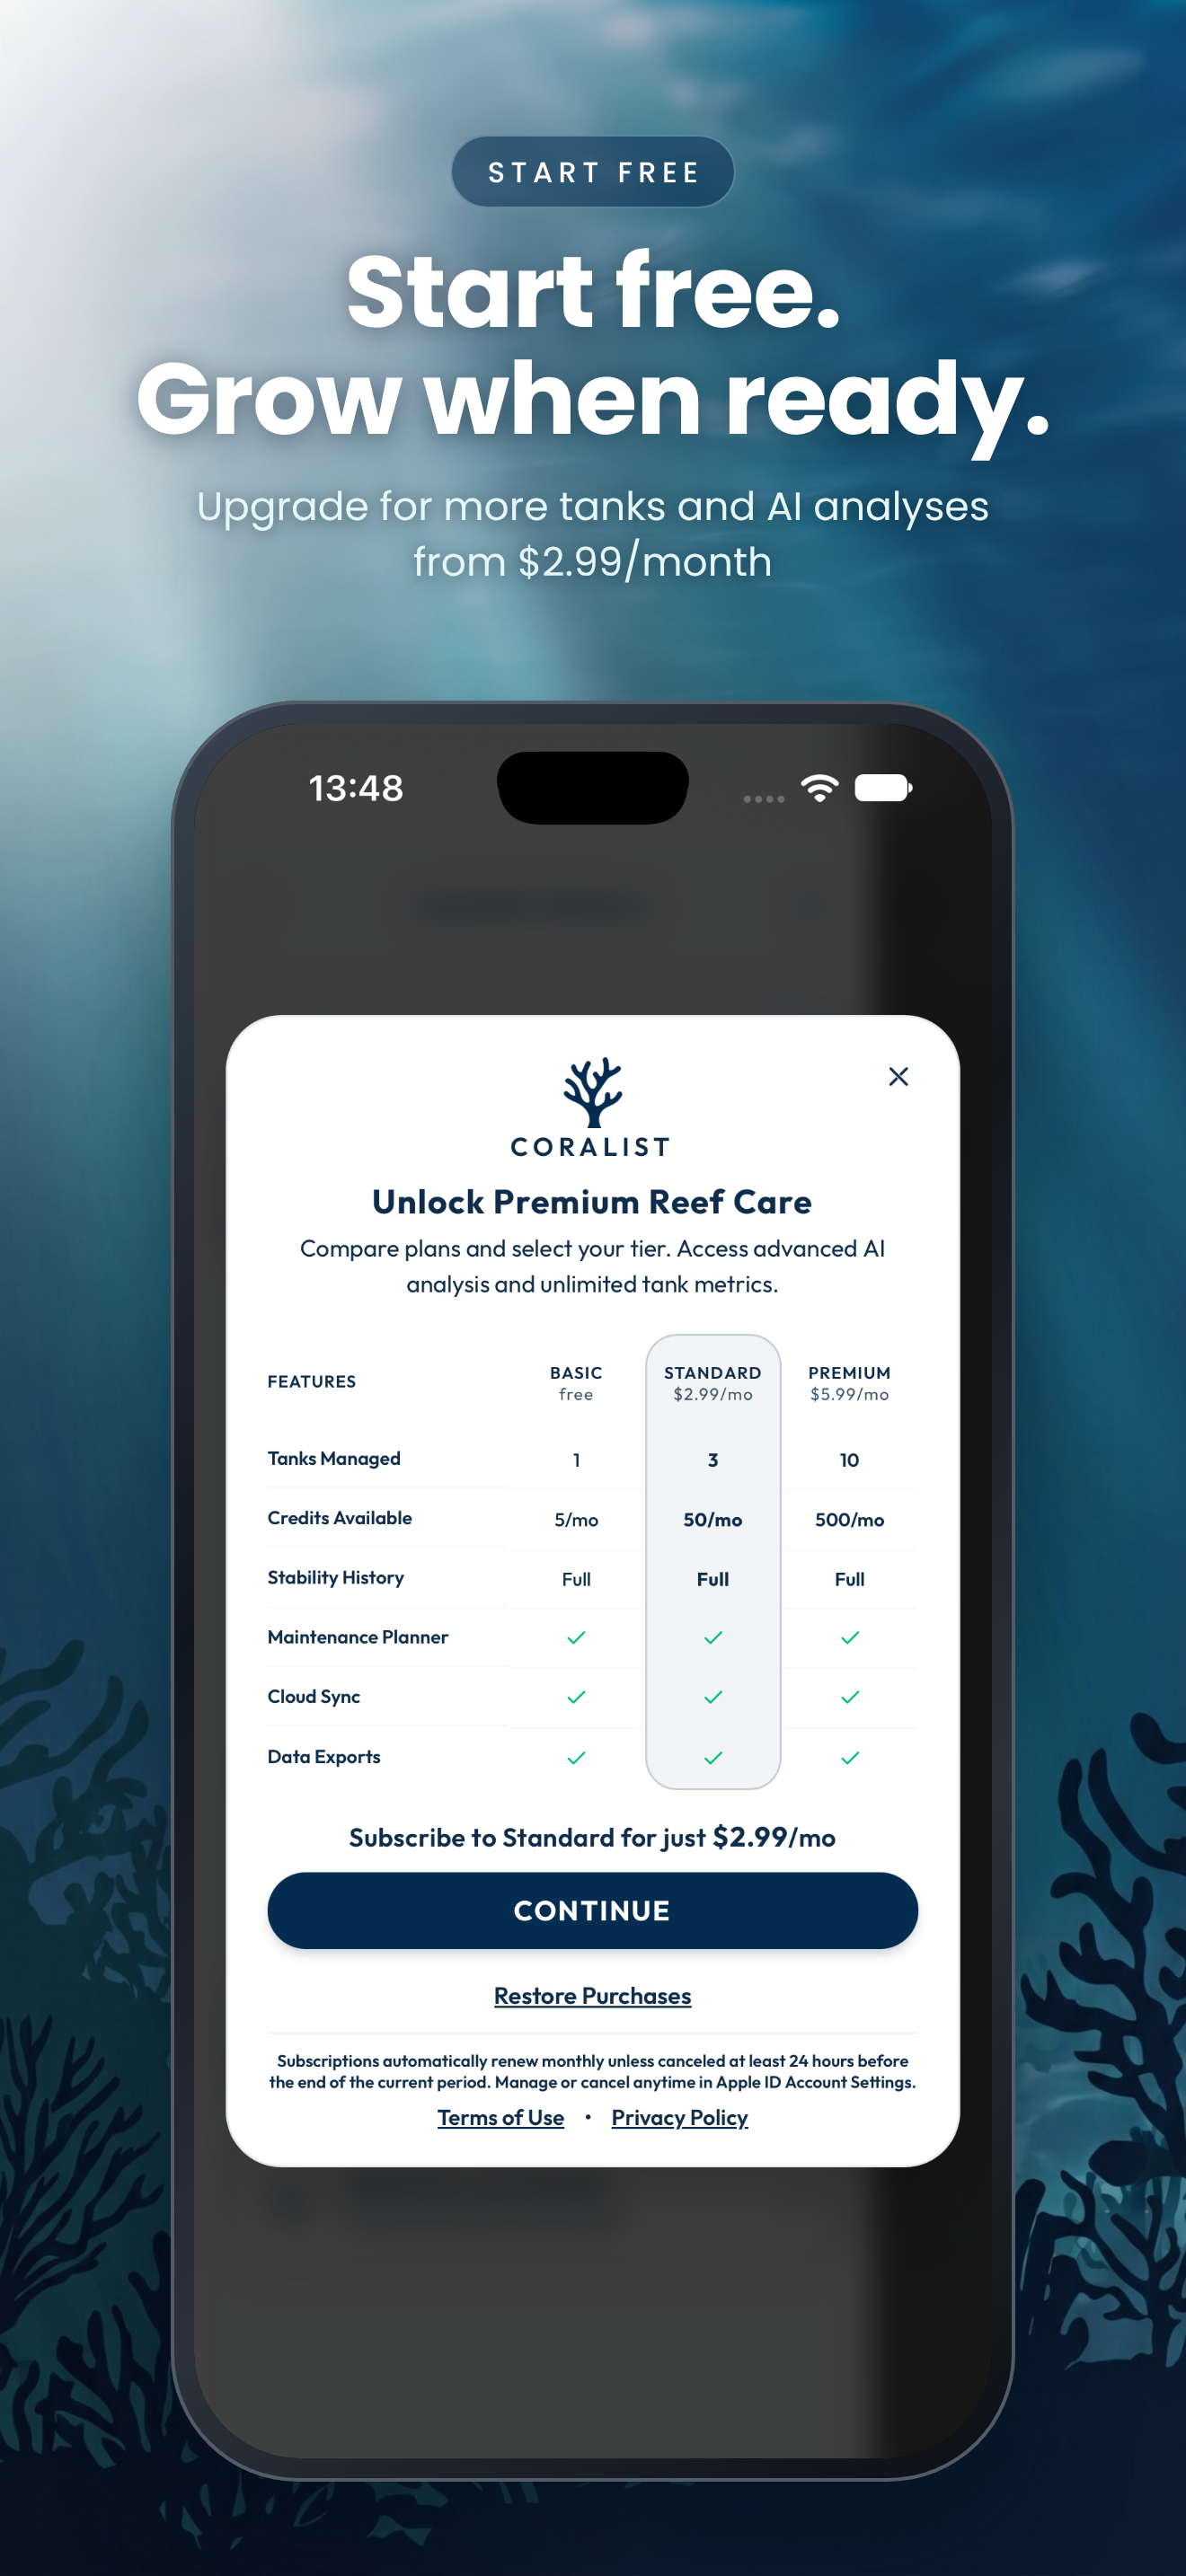 START FREE
Start free.
Grow when ready.
Upgrade for more tanks and AI analyses
from $2.99/month
13:48
CORALIST
Unlock Premium Reef Care
Compare plans and select your tier. Access advanced AI
analysis and unlimited tank metrics.
FEATURES BASIC free STANDARD $2.99/mo PREMIUM $5.99/mo
Tanks Managed 1 3 10
Credits Available 5/mo 50/mo 500/mo
Stability History Full Full Full
Maintenance Planner
Cloud Sync
Data Exports
Subscribe to Standard for just $2.99/mo
CONTINUE
Restore Purchases
Subscriptions automatically renew monthly unless canceled at least 24 hours before
the end of the current period. Manage or cancel anytime in Apple ID Account Settings.
Terms of Use • Privacy Policy